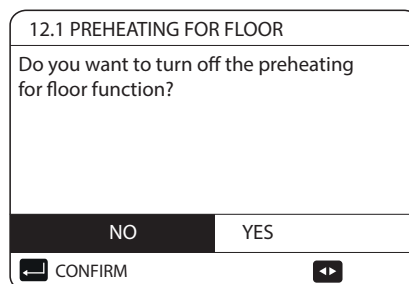 12.1 PREHEATING FOR FLOOR
Do you want to turn off the preheating
for floor function?
NO YES
CONFIRM